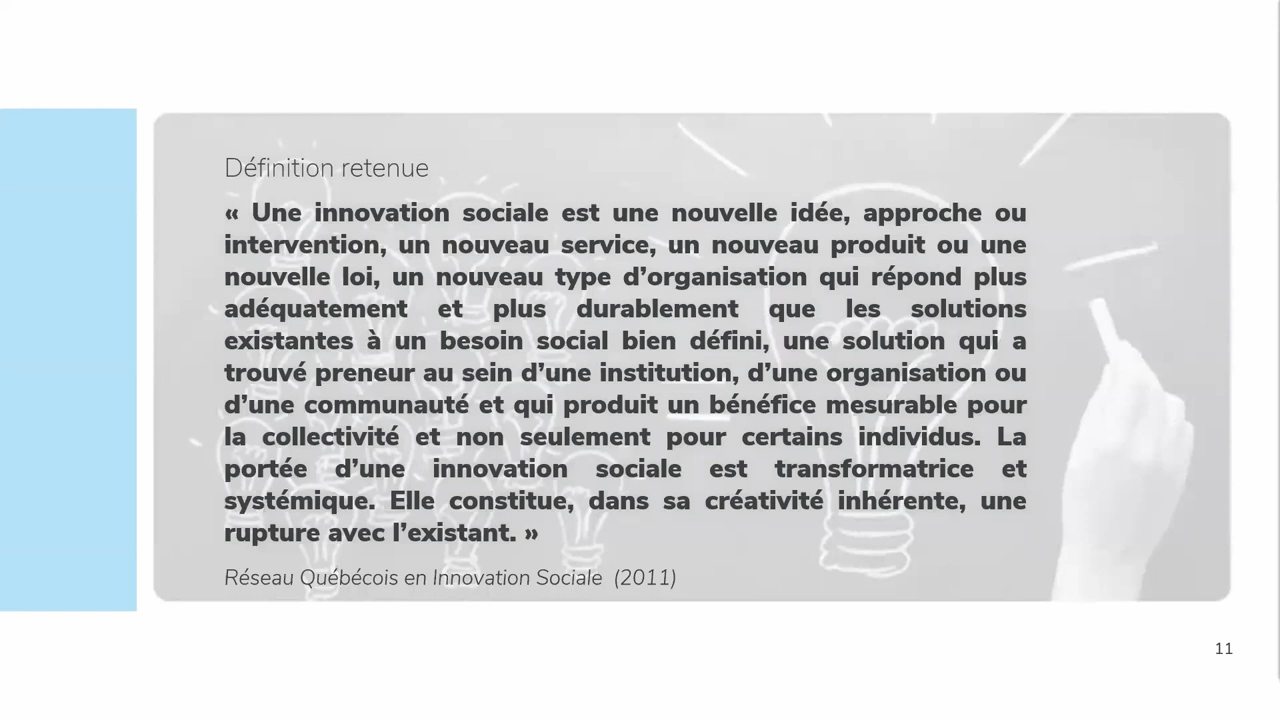 Définition retenue
« Une innovation sociale est une nouvelle idée, approche ou
intervention, un nouveau service, un nouveau produit ou une
nouvelle loi, un nouveau type d’organisation qui répond plus
adéquatement et plus durablement que les solutions
existantes à un besoin social bien défini, une solution qui a
trouvé preneur au sein d’une institution, d’une organisation ou
d’une communauté et qui produit un bénéfice mesurable pour
la collectivité et non seulement pour certains individus. La
portée d’une innovation sociale est transformatrice et
systémique. Elle constitue, dans sa créativité inhérente, une
rupture avec l’existant. »
Réseau Québécois en Innovation Sociale (2011)
11